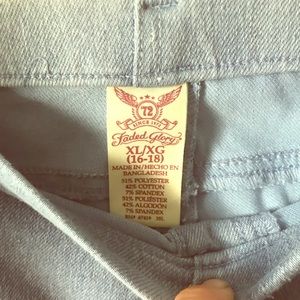 72
SINCE 1972
Faded Glory
XL/XG
(16-18)
MADE IN/HECHO EN
BANGLADESH
51% POLYESTER
42% COTTON
7% SPANDEX
51% POLIÉSTER
42% ALGODÓN
7% SPANDEX